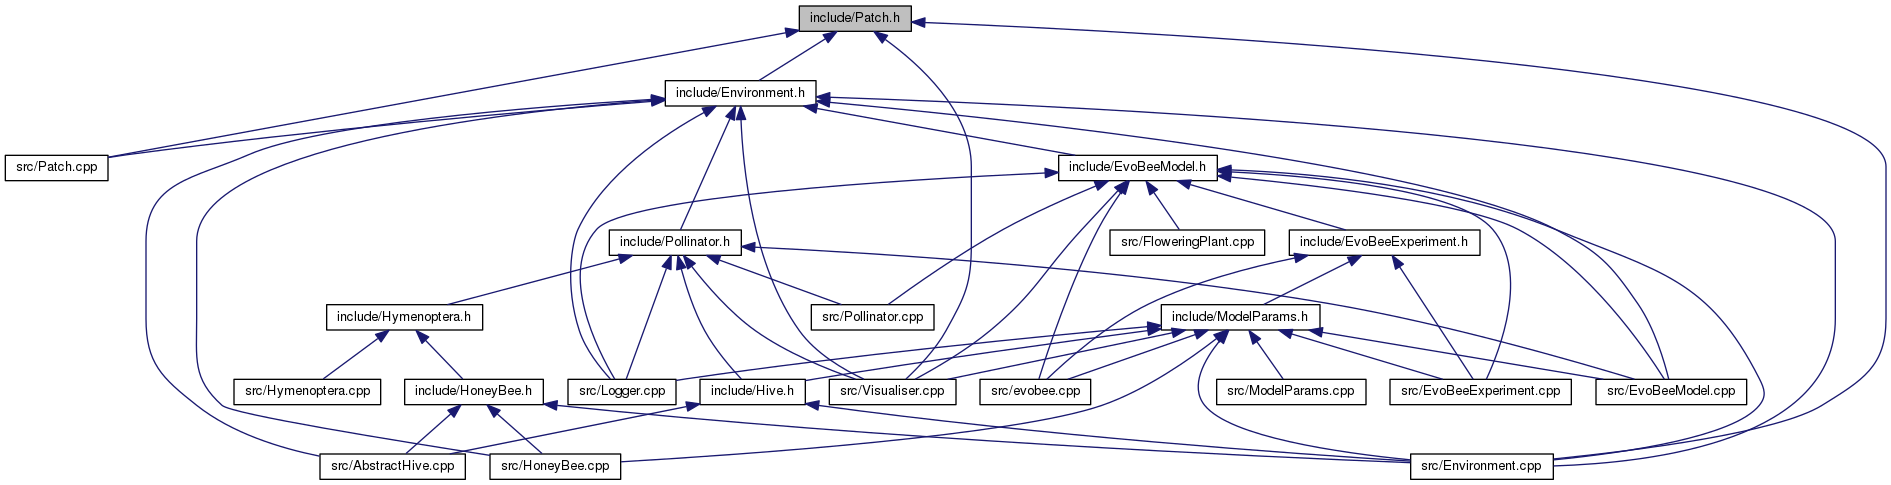 include/Patch.h
include/Environment.h
src/Patch.cpp
include/EvoBeeModel.h
include/Pollinator.h
src/FloweringPlant.cpp
include/EvoBeeExperiment.h
include/Hymenoptera.h
src/Pollinator.cpp
include/ModelParams.h
src/Hymenoptera.cpp
include/HoneyBee.h
src/Logger.cpp
include/Hive.h
src/Visualiser.cpp
src/evobee.cpp
src/ModelParams.cpp
src/EvoBeeExperiment.cpp
src/EvoBeeModel.cpp
src/AbstractHive.cpp
src/HoneyBee.cpp
src/Environment.cpp